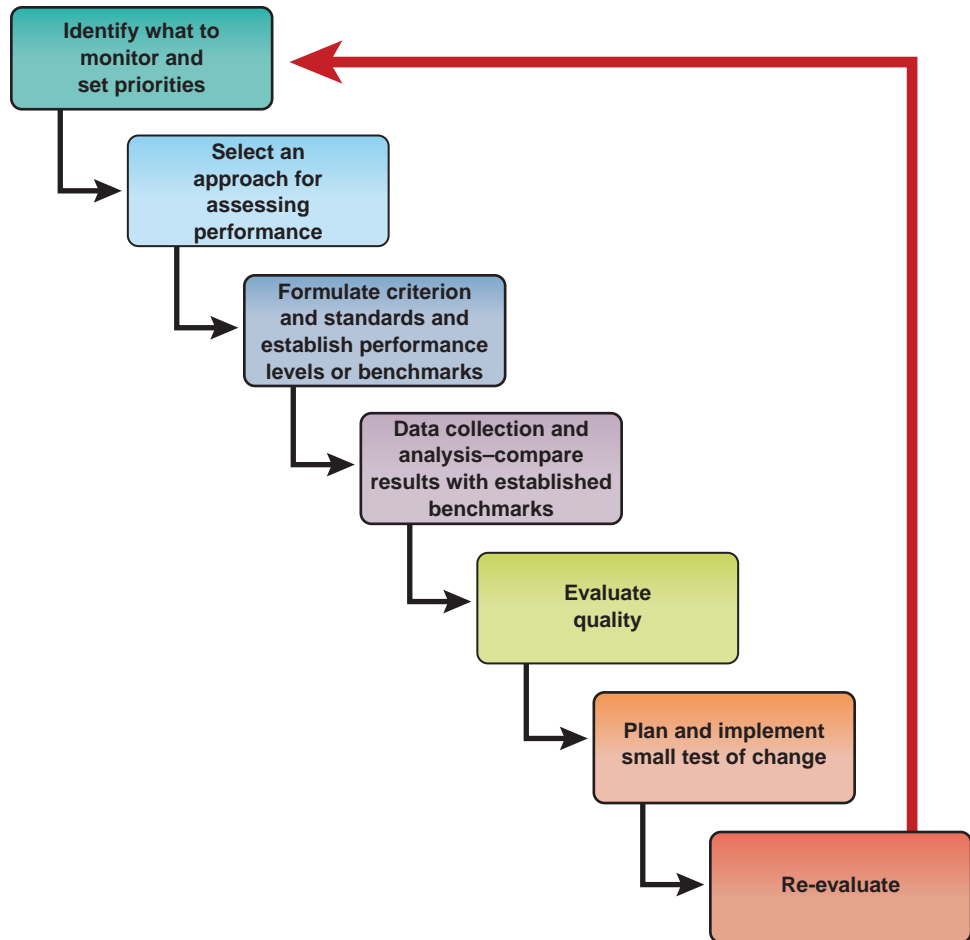 Identify what to
monitor and
set priorities
Select an
approach for
assessing
performance
Formulate criterion
and standards and
establish performance
levels or benchmarks
Data collection and
analysis–compare
results with established
benchmarks
Evaluate
quality
Plan and implement
small test of change
Re-evaluate